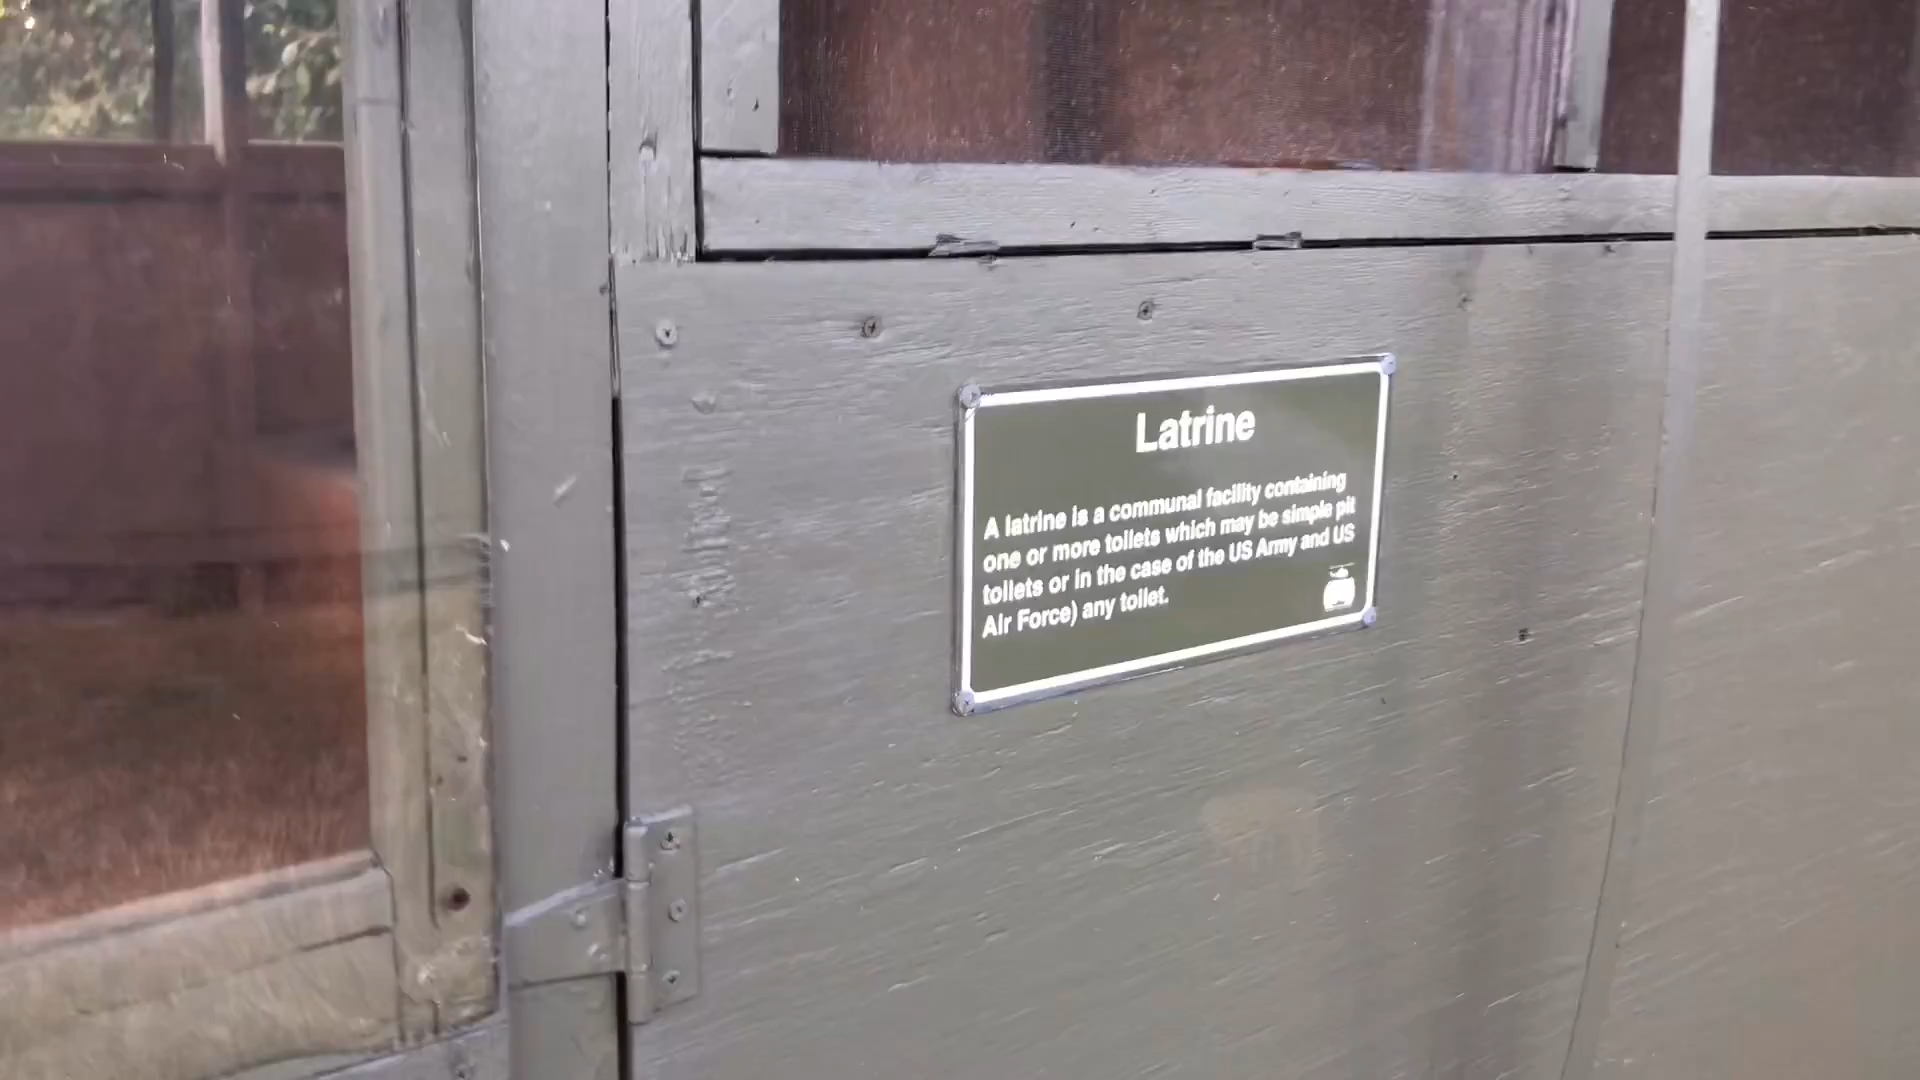 Latrine
A latrine is a communal facility containing
one or more toilets which may be simple pit
toilets or in the case of the US Army and US
Air Force) any toilet.